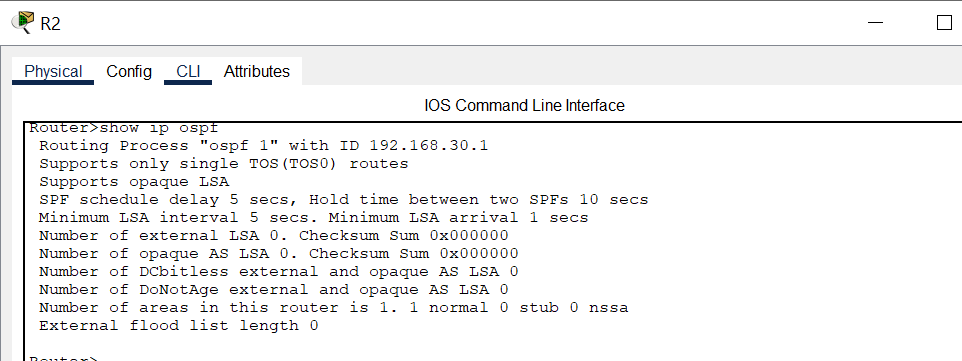 R2
Physical Config CLI Attributes
IOS Command Line Interface
Router>show ip ospf
Routing Process "ospf 1" with ID 192.168.30.1
Supports only single TOS(TOS0) routes
Supports opaque LSA
SPF schedule delay 5 secs, Hold time between two SPFs 10 secs
Minimum LSA interval 5 secs. Minimum LSA arrival 1 secs
Number of external LSA 0. Checksum Sum 0x000000
Number of opaque AS LSA 0. Checksum Sum 0x000000
Number of DCbitless external and opaque AS LSA 0
Number of DoNotAge external and opaque AS LSA 0
Number of areas in this router is 1. 1 normal 0 stub 0 nssa
External flood list length 0
Router>